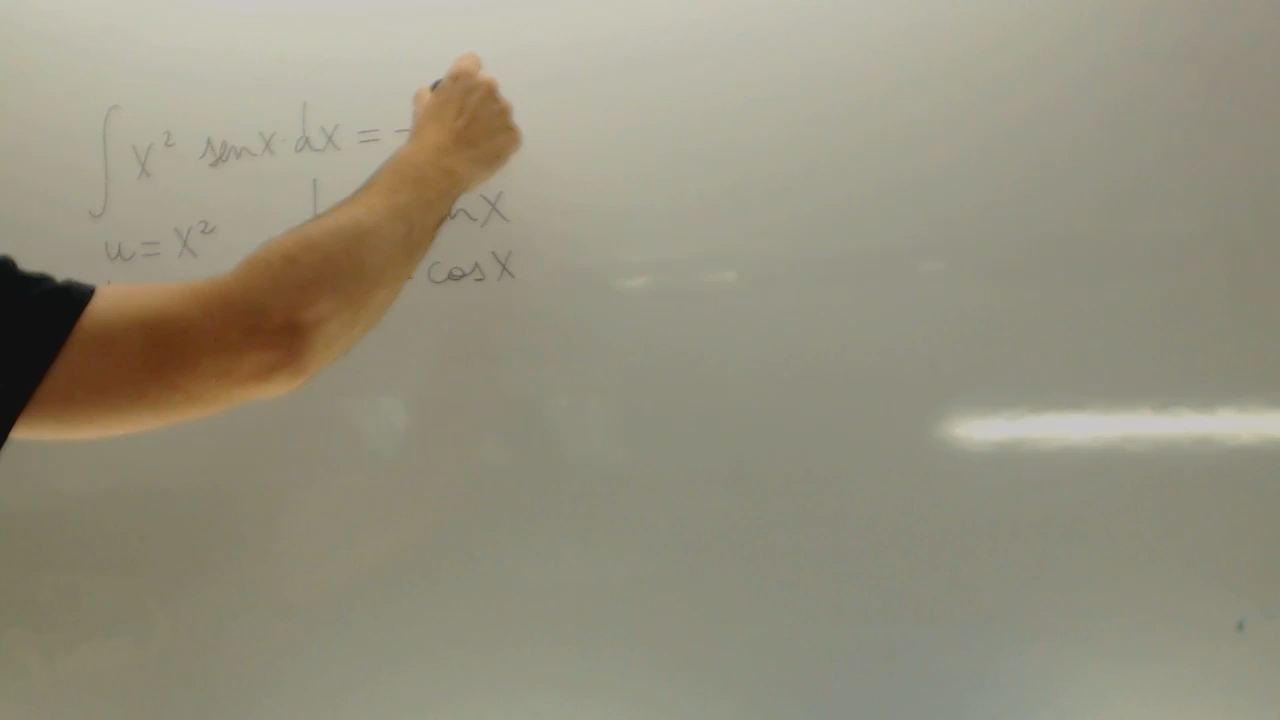 ∫ x² sen x · dx = -
u = x²
cos x